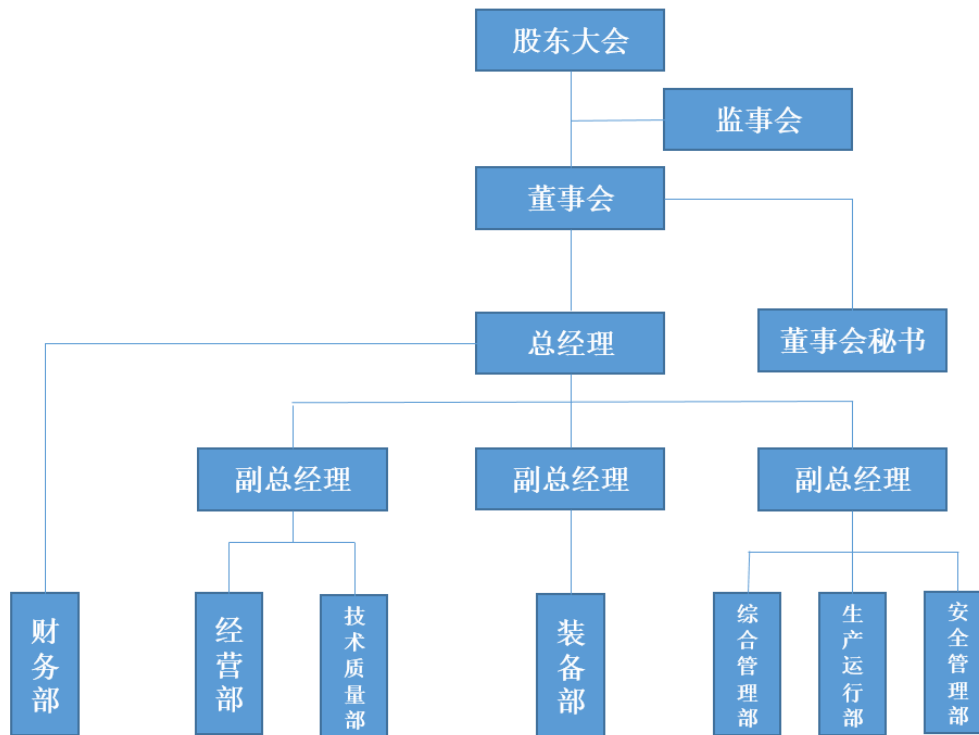 股东大会
监事会
董事会
总经理
董事会秘书
副总经理
副总经理
副总经理
财务部
经营部
技术质量部
装备部
综合管理部
生产运行部
安全管理部